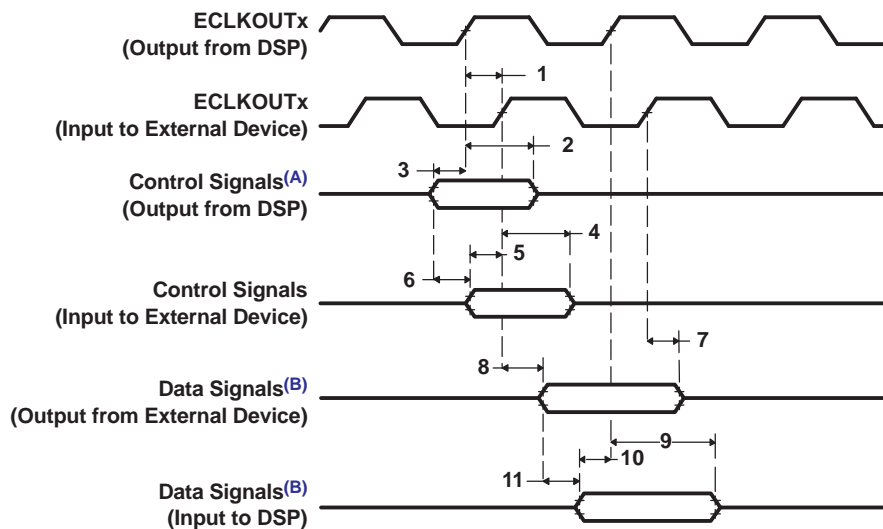 ECLKOUTx
(Output from DSP)
1
ECLKOUTx
(Input to External Device)
2
3
Control Signals(A)
(Output from DSP)
4
5
6
Control Signals
(Input to External Device)
7
8
Data Signals(B)
(Output from External Device)
9
10
11
Data Signals(B)
(Input to DSP)